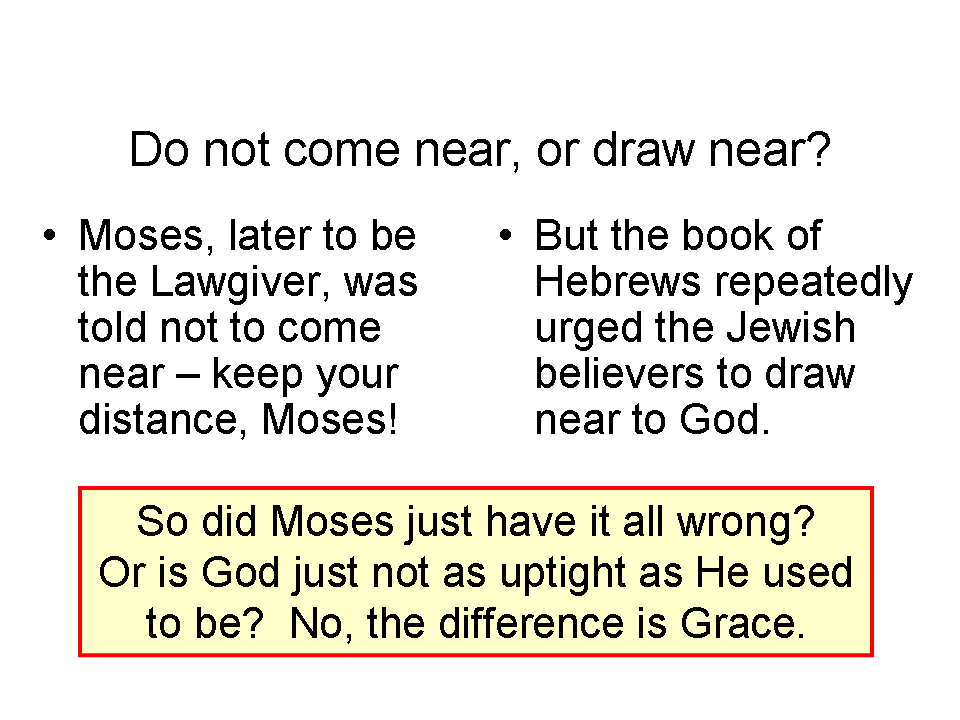 Do not come near, or draw near?
• Moses, later to be
the Lawgiver, was
told not to come
near – keep your
distance, Moses!
• But the book of
Hebrews repeatedly
urged the Jewish
believers to draw
near to God.
So did Moses just have it all wrong?
Or is God just not as uptight as He used
to be?  No, the difference is Grace.